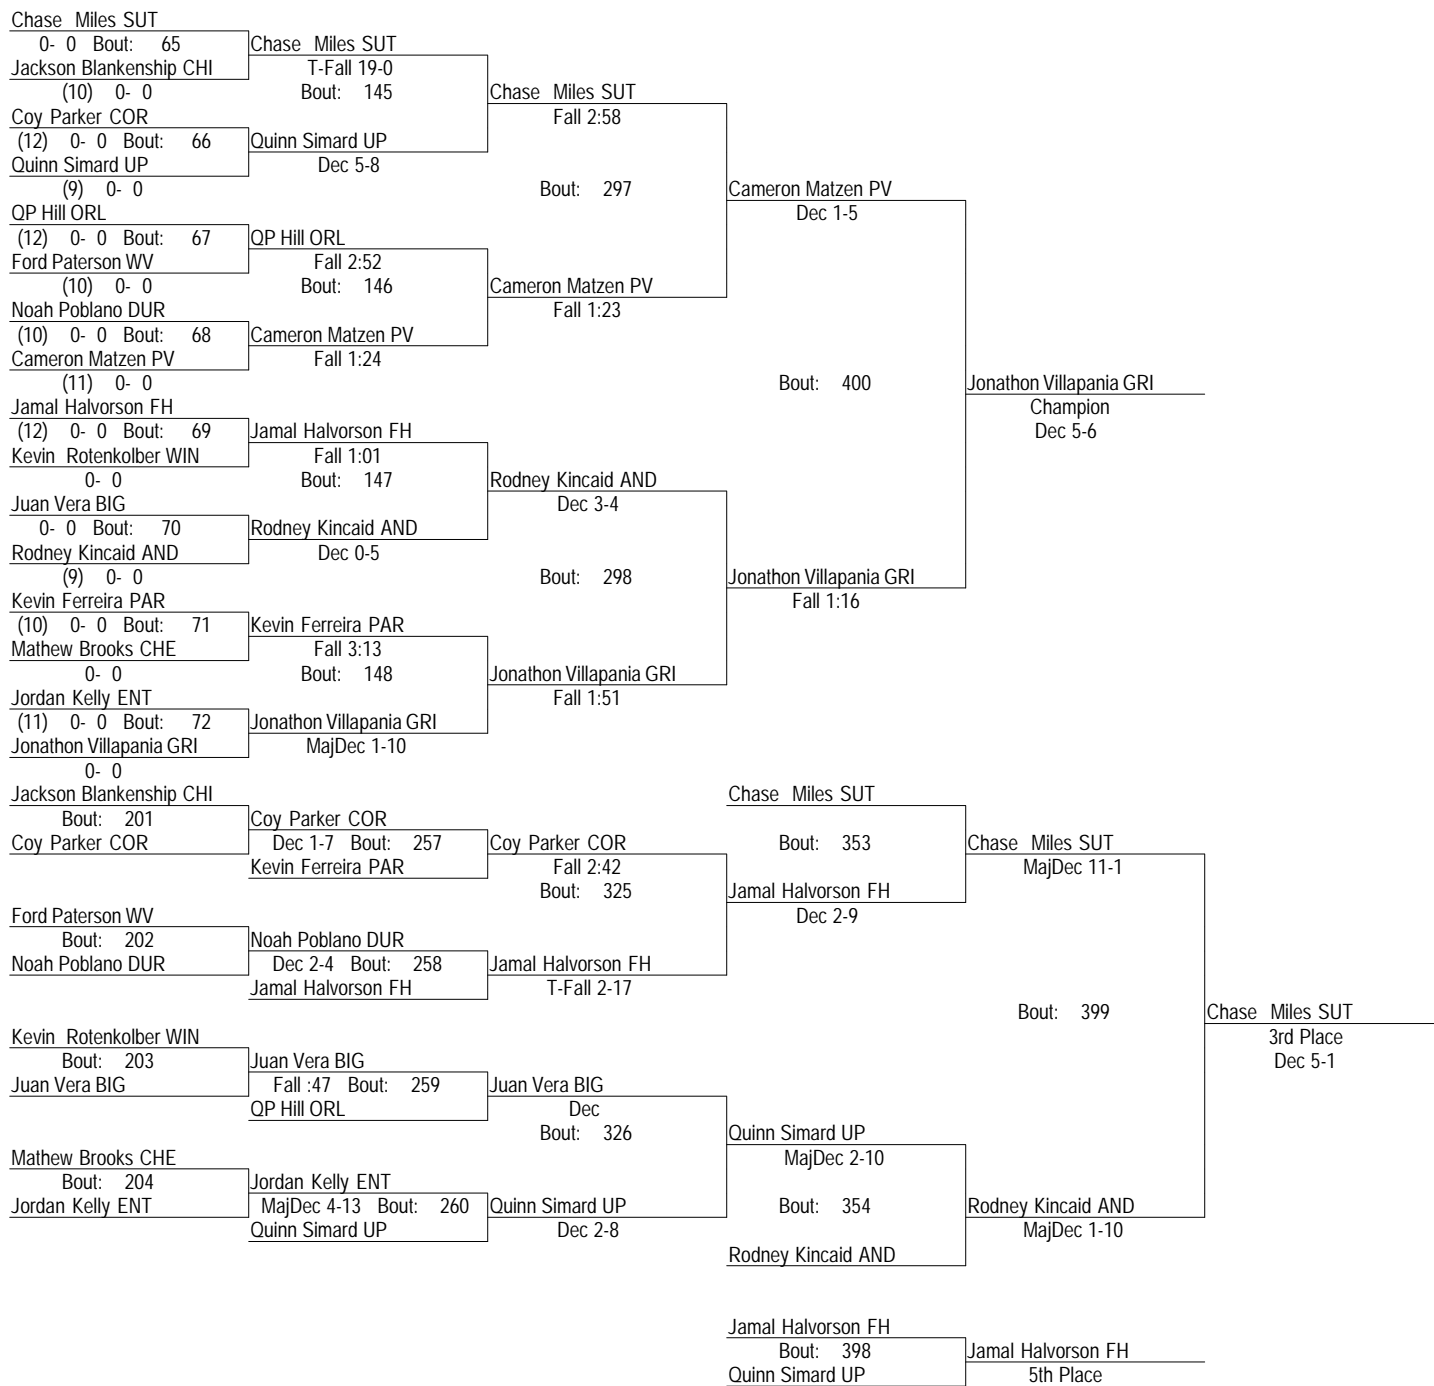 Chase Miles SUT
0- 0 Bout: 65
Chase Miles SUT
Jackson Blankenship CHI
T-Fall 19-0
(10) 0- 0
Bout: 145
Chase Miles SUT
Coy Parker COR
Fall 2:58
(12) 0- 0 Bout: 66
Quinn Simard UP
Quinn Simard UP
Dec 5-8
(9) 0- 0
Bout: 297
Cameron Matzen PV
QP Hill ORL
Dec 1-5
(12) 0- 0 Bout: 67
QP Hill ORL
Ford Paterson WV
Fall 2:52
(10) 0- 0
Bout: 146
Cameron Matzen PV
Noah Poblano DUR
Fall 1:23
(10) 0- 0 Bout: 68
Cameron Matzen PV
Cameron Matzen PV
Fall 1:24
(11) 0- 0
Bout: 400
Jonathon Villapania GRI
Jamal Halvorson FH
Champion
(12) 0- 0 Bout: 69
Jamal Halvorson FH
Dec 5-6
Kevin Rotenkolber WIN
Fall 1:01
0- 0
Bout: 147
Rodney Kincaid AND
Juan Vera BIG
Dec 3-4
0- 0 Bout: 70
Rodney Kincaid AND
Rodney Kincaid AND
Dec 0-5
(9) 0- 0
Bout: 298
Jonathon Villapania GRI
Kevin Ferreira PAR
Fall 1:16
(10) 0- 0 Bout: 71
Kevin Ferreira PAR
Mathew Brooks CHE
Fall 3:13
0- 0
Bout: 148
Jonathon Villapania GRI
Jordan Kelly ENT
Fall 1:51
(11) 0- 0 Bout: 72
Jonathon Villapania GRI
Jonathon Villapania GRI
MajDec 1-10
0- 0
Jackson Blankenship CHI
Chase Miles SUT
Bout: 201
Coy Parker COR
Coy Parker COR
Dec 1-7 Bout: 257
Coy Parker COR
Bout: 353
Chase Miles SUT
Kevin Ferreira PAR
Fall 2:42
MajDec 11-1
Bout: 325
Jamal Halvorson FH
Ford Paterson WV
Dec 2-9
Bout: 202
Noah Poblano DUR
Noah Poblano DUR
Dec 2-4 Bout: 258
Jamal Halvorson FH
Jamal Halvorson FH
T-Fall 2-17
Bout: 399
Chase Miles SUT
Kevin Rotenkolber WIN
3rd Place
Bout: 203
Juan Vera BIG
Dec 5-1
Juan Vera BIG
Fall :47 Bout: 259
Juan Vera BIG
QP Hill ORL
Dec
Bout: 326
Quinn Simard UP
Mathew Brooks CHE
MajDec 2-10
Bout: 204
Jordan Kelly ENT
Jordan Kelly ENT
MajDec 4-13 Bout: 260
Quinn Simard UP
Bout: 354
Rodney Kincaid AND
Quinn Simard UP
Dec 2-8
MajDec 1-10
Rodney Kincaid AND
Jamal Halvorson FH
Bout: 398
Jamal Halvorson FH
Quinn Simard UP
5th Place